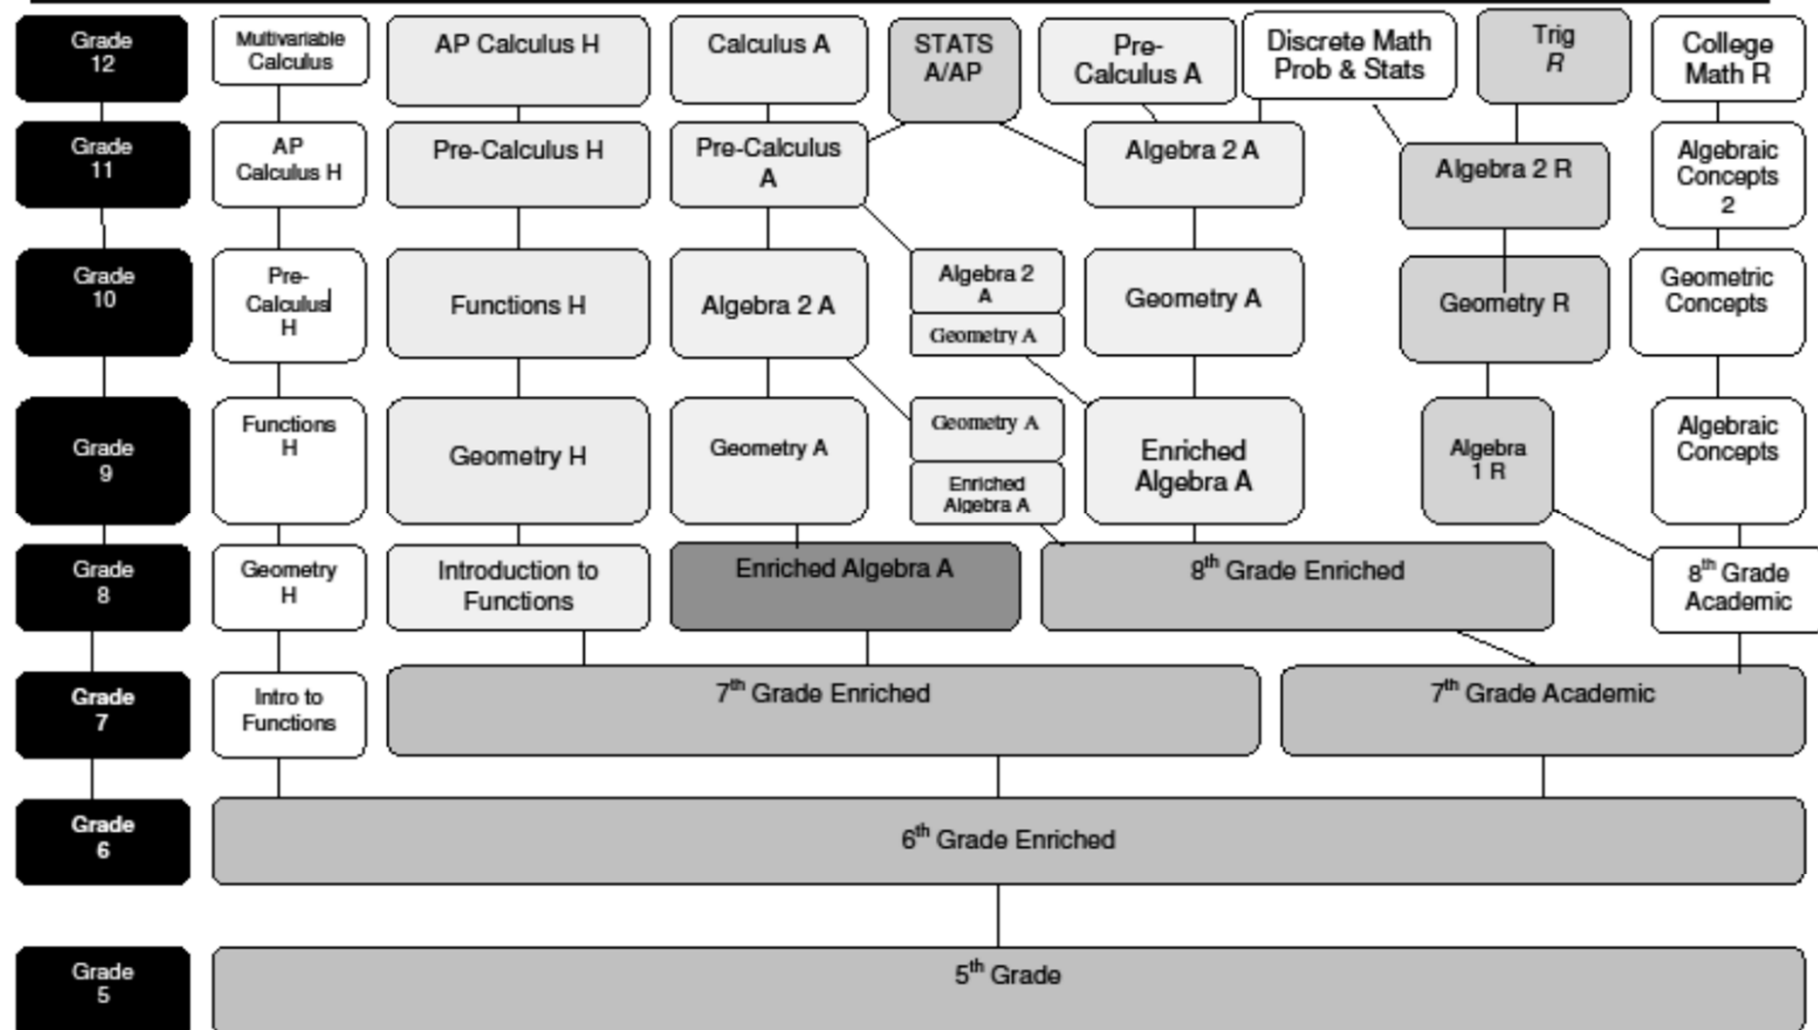 Grade
12
Multivariable
Calculus
AP Calculus H
Calculus A
STATS
A/AP
Pre-
Calculus A
Discrete Math
Prob & Stats
Trig
R
College
Math R
Grade
11
AP
Calculus H
Pre-Calculus H
Pre-Calculus
A
Algebra 2 A
Algebra 2 R
Algebraic
Concepts
2
Grade
10
Pre-
Calculus
H
Functions H
Algebra 2 A
Algebra 2
A
Geometry A
Geometry A
Geometry R
Geometric
Concepts
Grade
9
Functions
H
Geometry H
Geometry A
Geometry A
Enriched
Algebra A
Enriched
Algebra A
Algebra
1 R
Algebraic
Concepts
Grade
8
Geometry
H
Introduction to
Functions
Enriched Algebra A
8th Grade Enriched
8th Grade
Academic
Grade
7
Intro to
Functions
7th Grade Enriched
7th Grade Academic
Grade
6
6th Grade Enriched
Grade
5
5th Grade